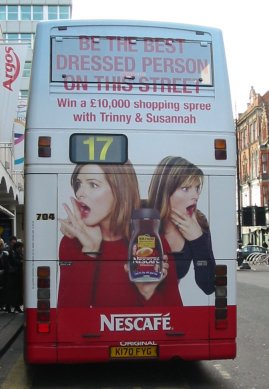 BE THE BEST
DRESSED PERSON
ON THIS STREET
Win a £10,000 shopping spree
with Trinny & Susannah
Argos
17
704
NESCAFÉ
NESCAFÉ
ORIGINAL
K170 FYG